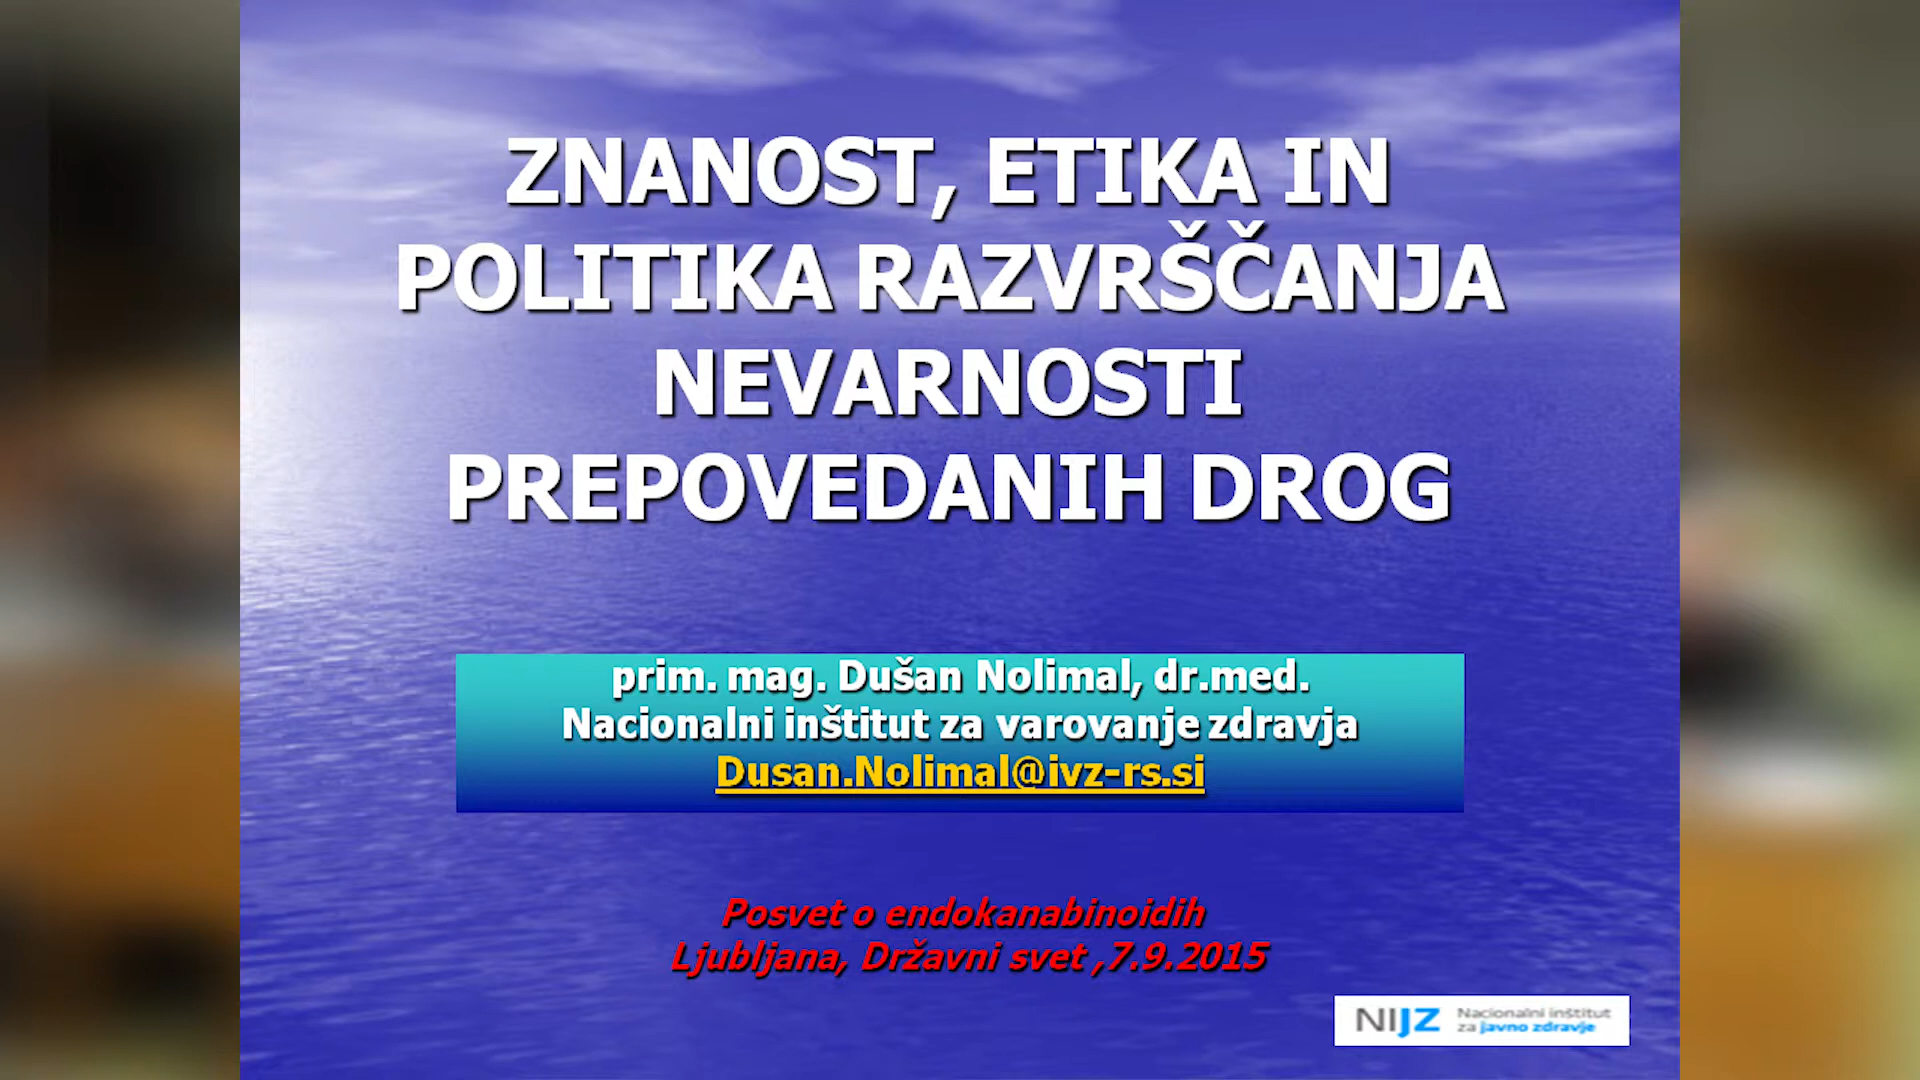 ZNANOST, ETIKA IN
POLITIKA RAZVRŠČANJA
NEVARNOSTI
PREPOVEDANIH DROG
prim. mag. Dušan Nolimal, dr.med.
Nacionalni inštitut za varovanje zdravja
Dusan.Nolimal@ivz-rs.si
Posvet o endokanabinoidih
Ljubljana, Državni svet ,7.9.2015
NIJZ Nacionalni inštitut
za javno zdravje